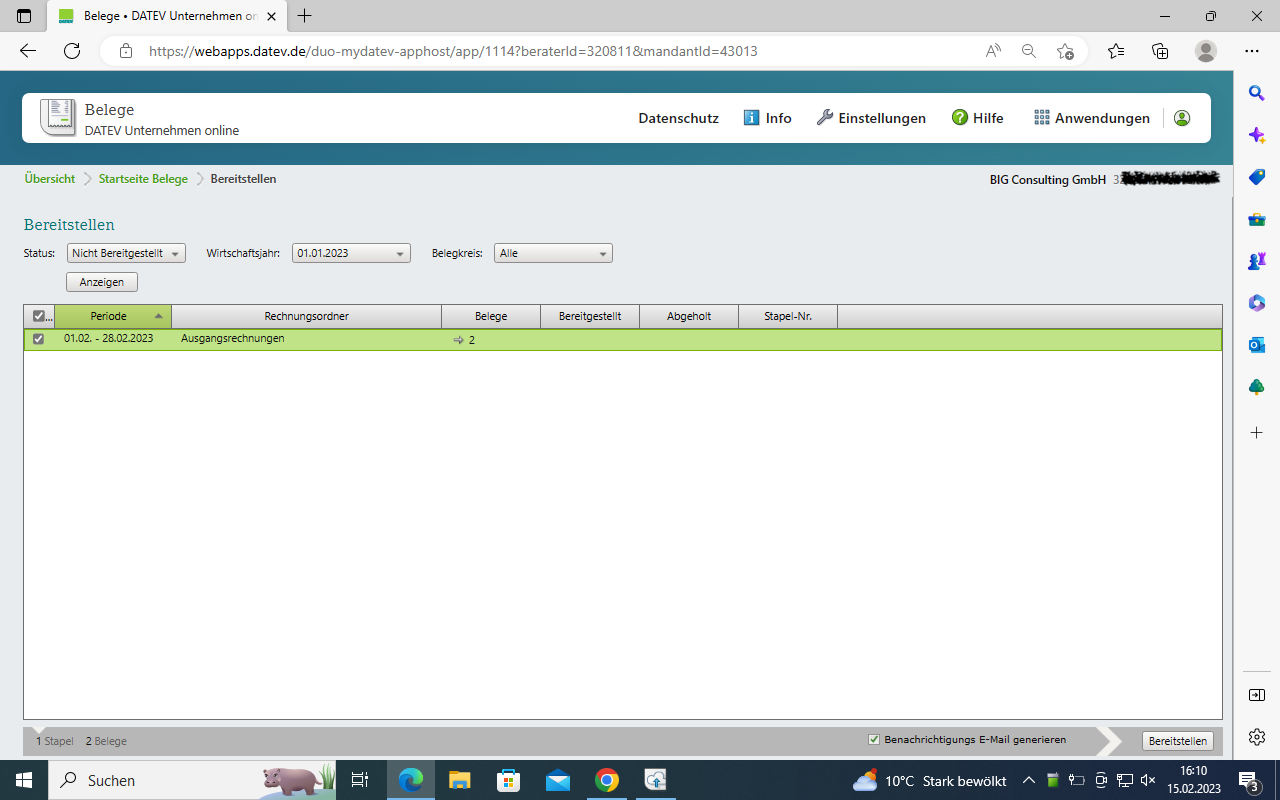 Belege • DATEV Unternehmen on
https://webapps.datev.de/duo-mydatev-apphost/app/1114?beraterId=320811&mandantId=43013
Belege
DATEV Unternehmen online
Datenschutz Info Einstellungen Hilfe Anwendungen
Übersicht Startseite Belege Bereitstellen
BIG Consulting GmbH
Bereitstellen
Status: Nicht Bereitgestellt Wirtschaftsjahr: 01.01.2023 Belegkreis: Alle
Anzeigen
... Periode Rechnungsordner Belege Bereitgestellt Abgeholt Stapel-Nr.
01.02. - 28.02.2023 Ausgangsrechnungen 2
1 Stapel 2 Belege Benachrichtigungs E-Mail generieren Bereitstellen
Suchen
10°C Stark bewölkt
16:10
15.02.2023
3